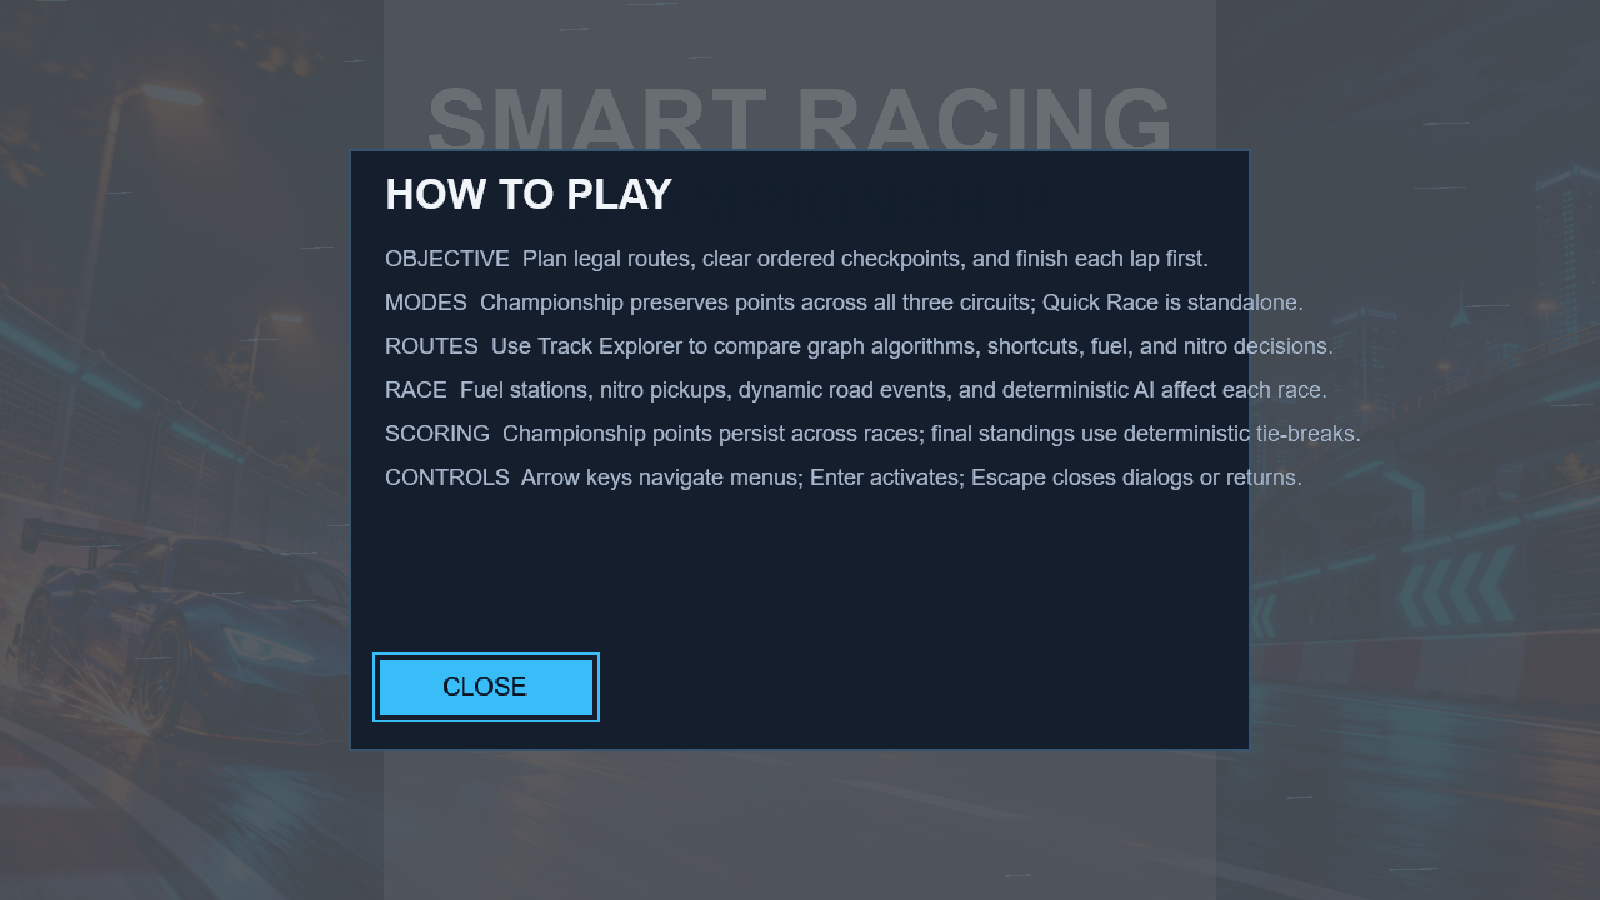 SMART RACING
HOW TO PLAY
OBJECTIVE Plan legal routes, clear ordered checkpoints, and finish each lap first.
MODES Championship preserves points across all three circuits; Quick Race is standalone.
ROUTES Use Track Explorer to compare graph algorithms, shortcuts, fuel, and nitro decisions.
RACE Fuel stations, nitro pickups, dynamic road events, and deterministic AI affect each race.
SCORING Championship points persist across races; final standings use deterministic tie-breaks.
CONTROLS Arrow keys navigate menus; Enter activates; Escape closes dialogs or returns.
CLOSE